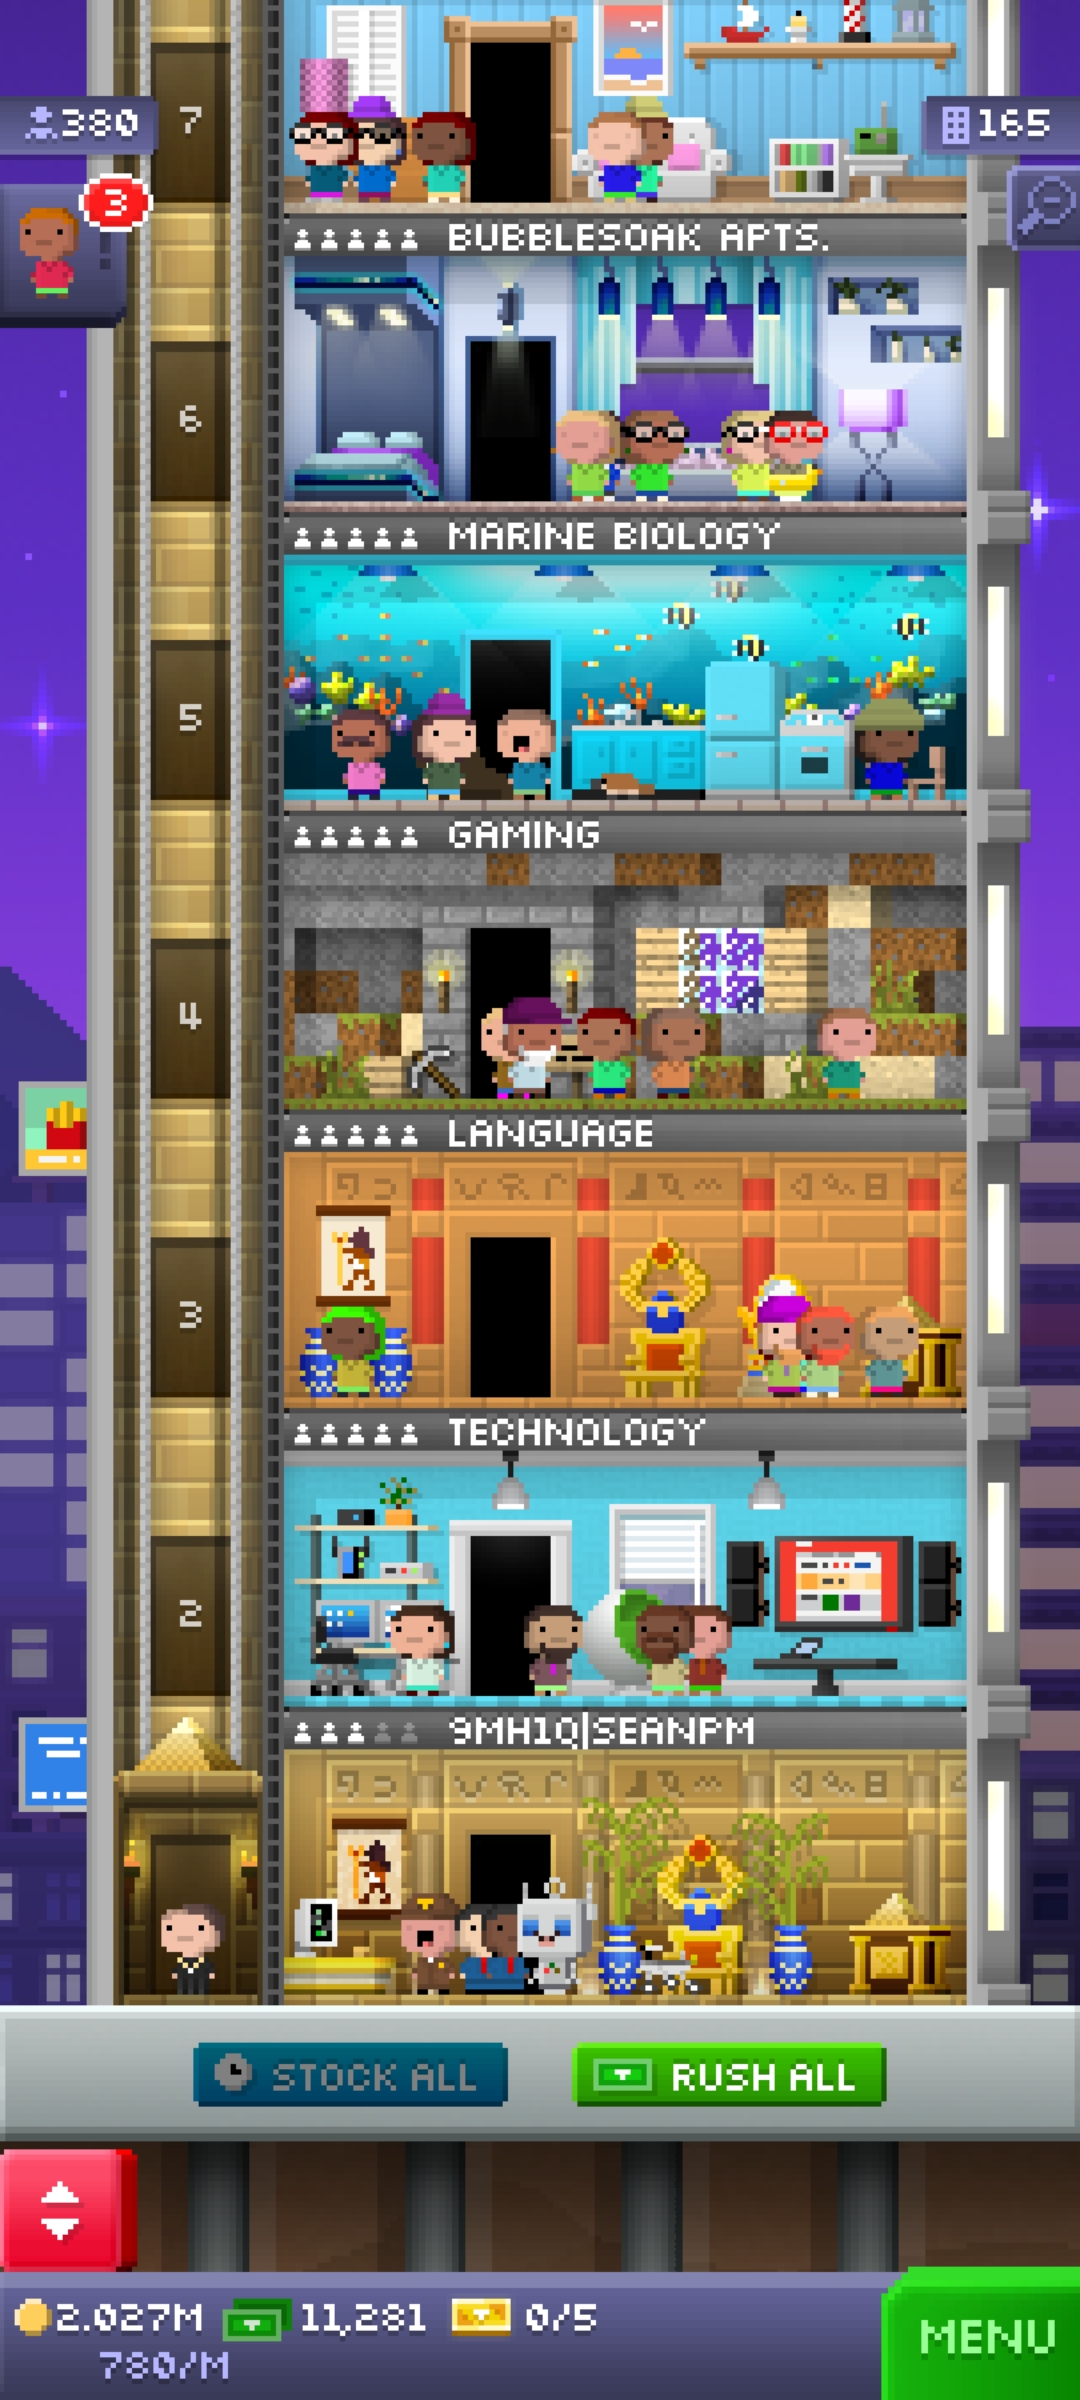 7
380
165
3
BUBBLESOAK APTS.
6
MARINE BIOLOGY
5
GAMING
4
LANGUAGE
3
TECHNOLOGY
2
9MH1Q|SEANPM
STOCK ALL
RUSH ALL
2.027M
11,281
0/5
780/M
MENU